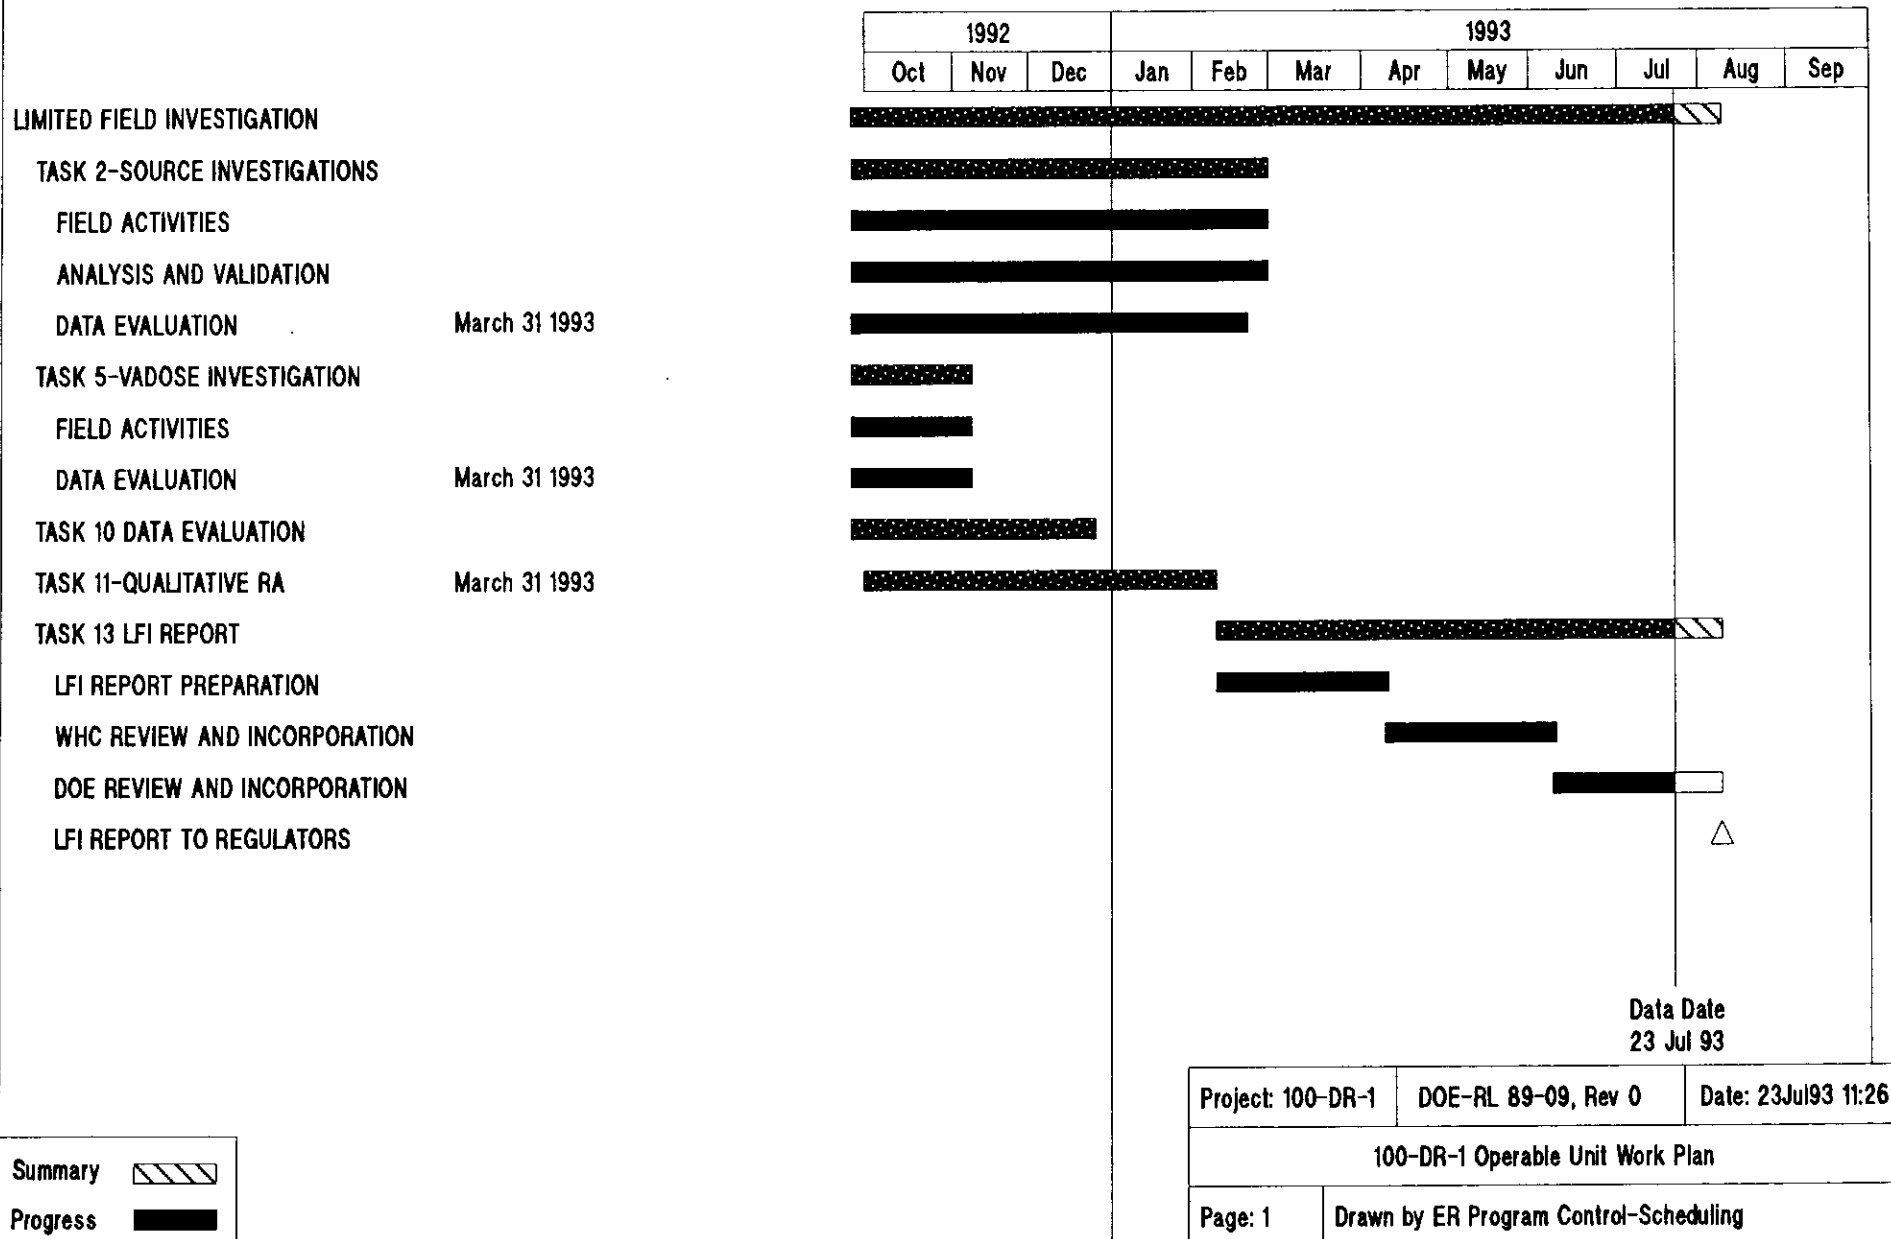 1992 1993
Oct Nov Dec Jan Feb Mar Apr May Jun Jul Aug Sep
LIMITED FIELD INVESTIGATION
TASK 2-SOURCE INVESTIGATIONS
FIELD ACTIVITIES
ANALYSIS AND VALIDATION
DATA EVALUATION March 31 1993
TASK 5-VADOSE INVESTIGATION
FIELD ACTIVITIES
DATA EVALUATION March 31 1993
TASK 10 DATA EVALUATION
TASK 11-QUALITATIVE RA March 31 1993
TASK 13 LFI REPORT
LFI REPORT PREPARATION
WHC REVIEW AND INCORPORATION
DOE REVIEW AND INCORPORATION
LFI REPORT TO REGULATORS
Data Date
23 Jul 93
Project: 100-DR-1 DOE-RL 89-09, Rev 0 Date: 23Jul93 11:26
100-DR-1 Operable Unit Work Plan
Page: 1 Drawn by ER Program Control-Scheduling
Summary
Progress